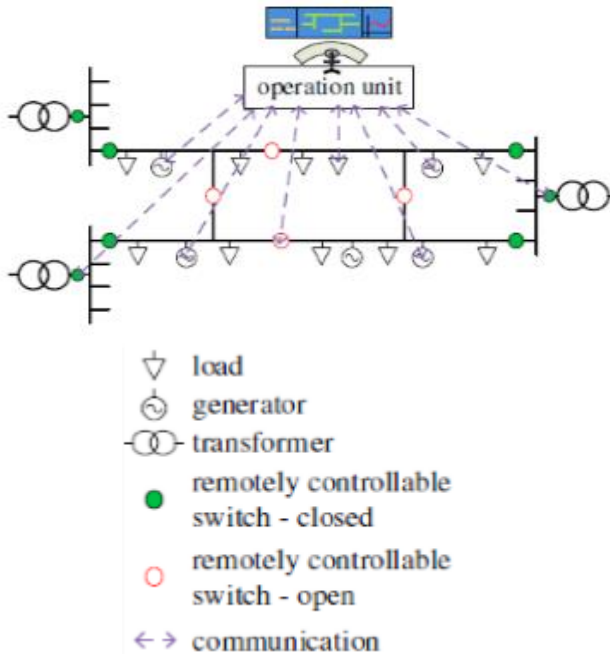 operation unit
load
generator
transformer
remotely controllable
switch - closed
remotely controllable
switch - open
communication